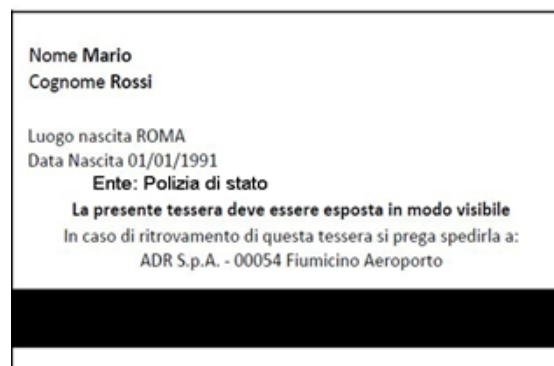 Nome Mario
Cognome Rossi
Luogo nascita ROMA
Data Nascita 01/01/1991
Ente: Polizia di stato
La presente tessera deve essere esposta in modo visibile
In caso di ritrovamento di questa tessera si prega spedirla a:
ADR S.p.A. - 00054 Fiumicino Aeroporto